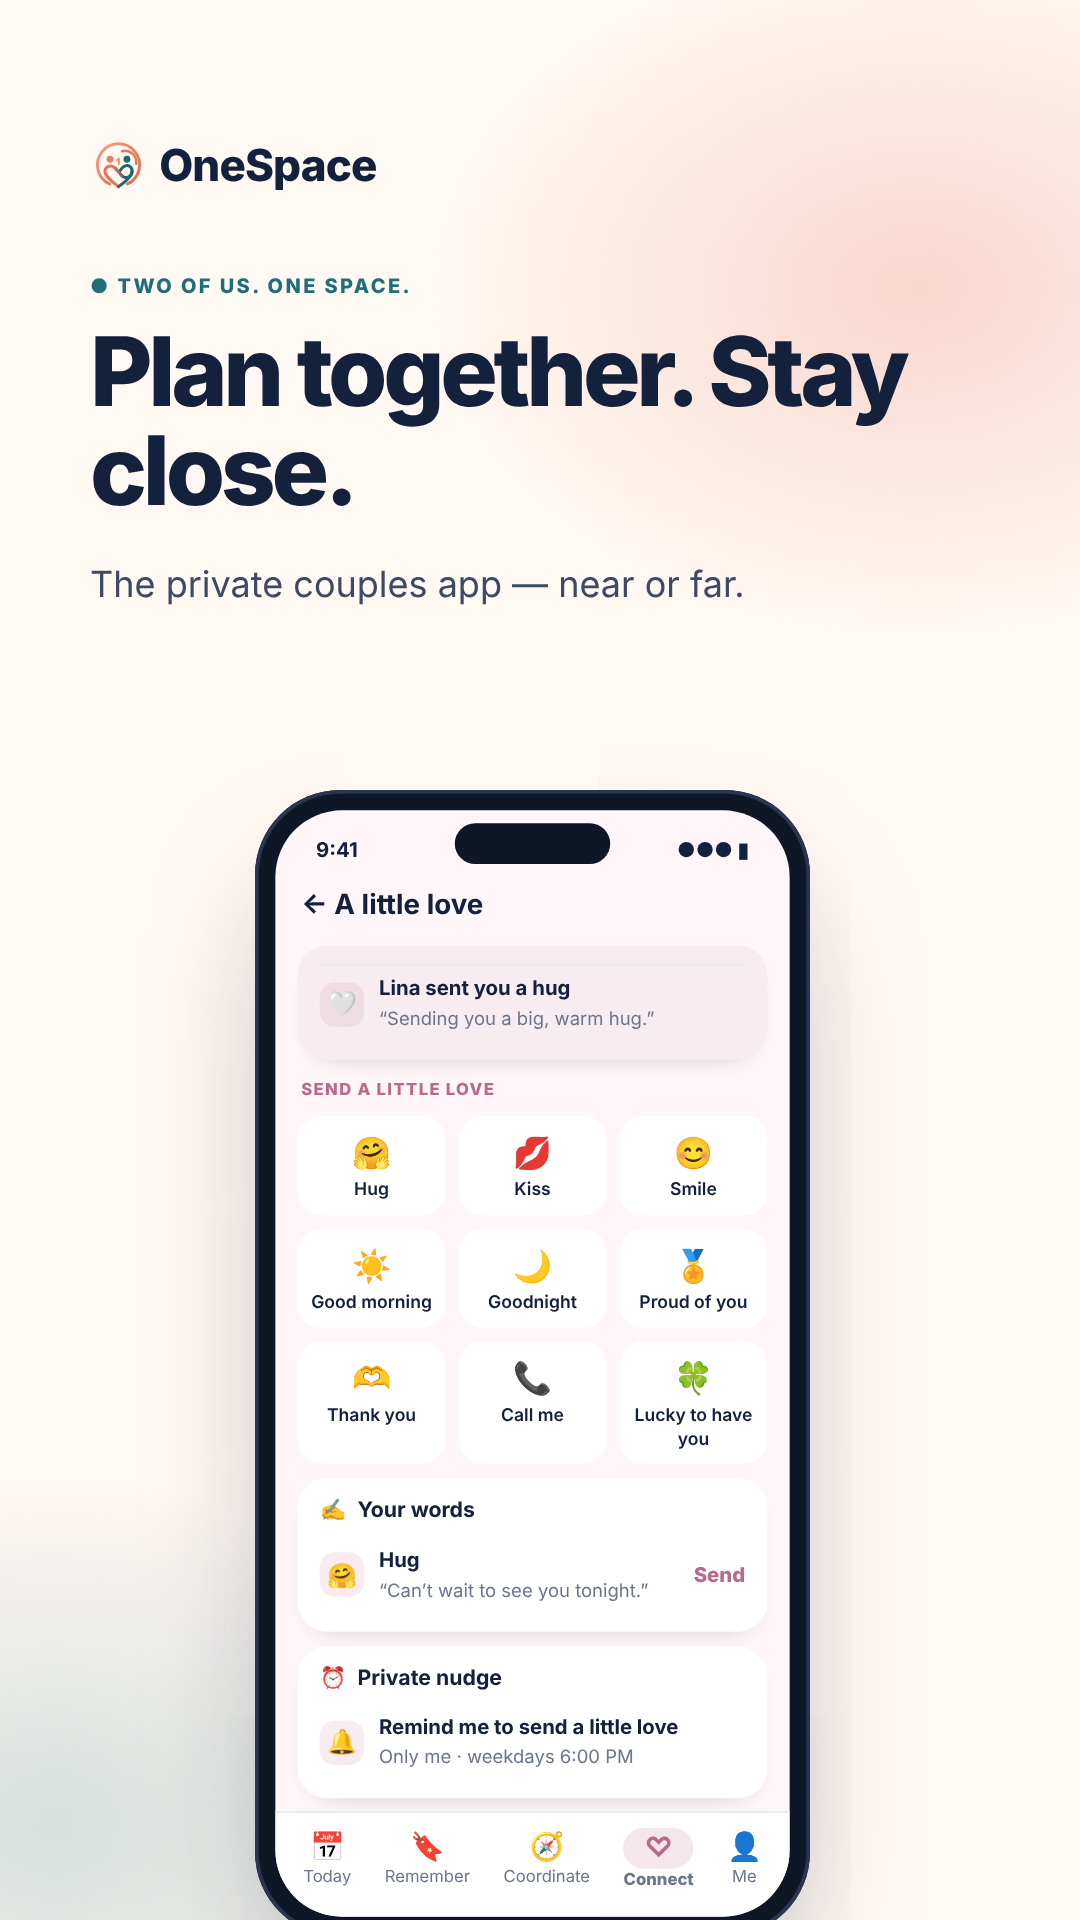 OneSpace
TWO OF US. ONE SPACE.
Plan together. Stay
close.
The private couples app — near or far.
9:41
← A little love
Lina sent you a hug
“Sending you a big, warm hug.”
SEND A LITTLE LOVE
Hug
Kiss
Smile
Good morning
Goodnight
Proud of you
Thank you
Call me
Lucky to have
you
Your words
Hug
“Can’t wait to see you tonight.”
Send
Private nudge
Remind me to send a little love
Only me · weekdays 6:00 PM
Today
Remember
Coordinate
Connect
Me